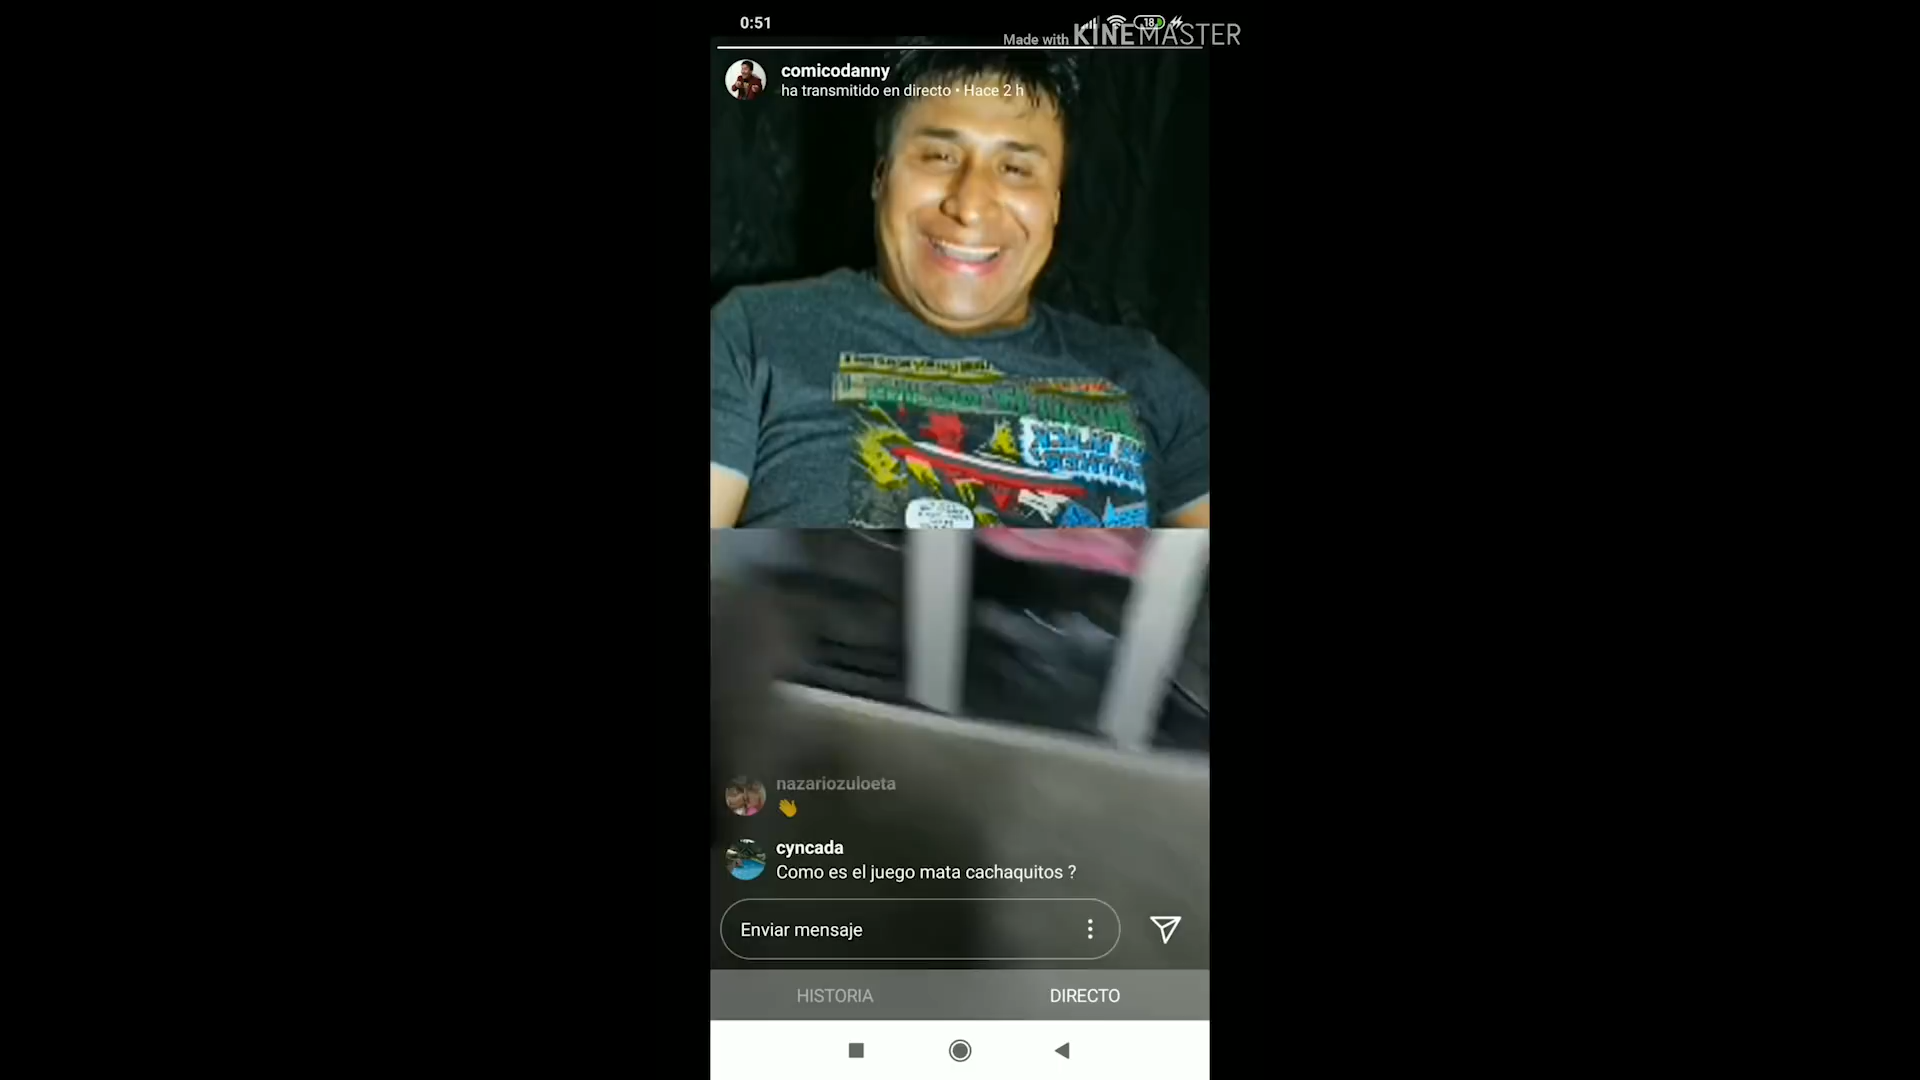 0:51
18
Made with KINEMASTER
comicodanny
ha transmitido en directo • Hace 2 h
nazariozuloeta
cyncada
Como es el juego mata cachaquitos ?
Enviar mensaje
HISTORIA
DIRECTO